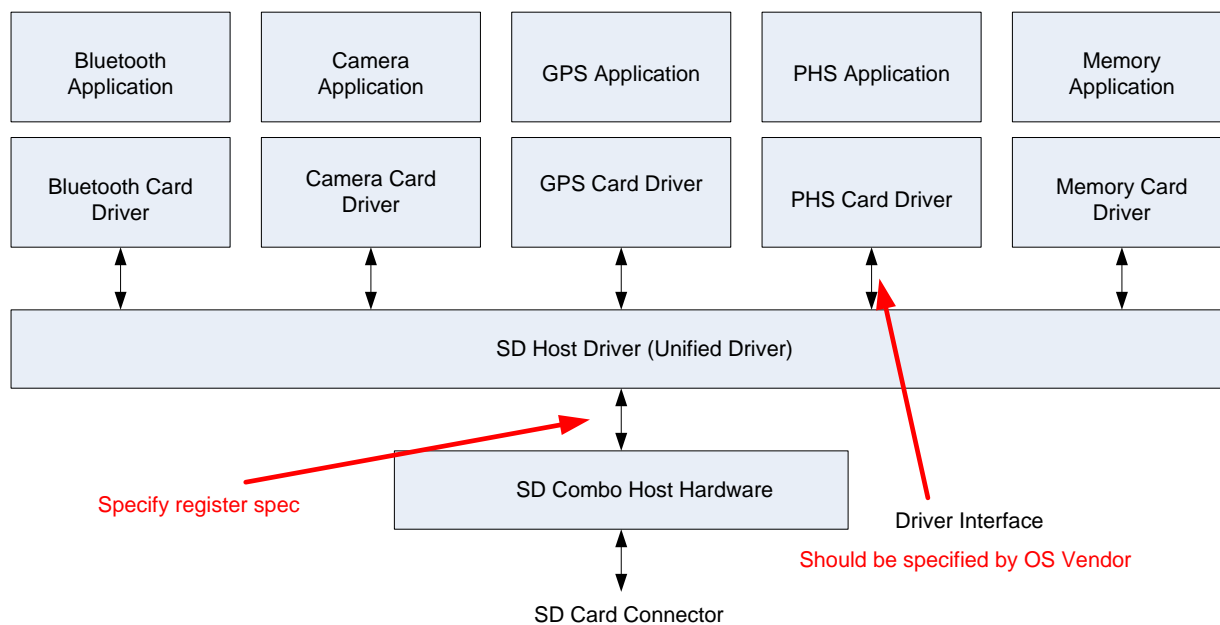 Bluetooth
Application
Camera
Application
GPS Application
PHS Application
Memory
Application
Bluetooth Card
Driver
Camera Card
Driver
GPS Card Driver
PHS Card Driver
Memory Card
Driver
SD Host Driver (Unified Driver)
Specify register spec
SD Combo Host Hardware
Driver Interface
Should be specified by OS Vendor
SD Card Connector